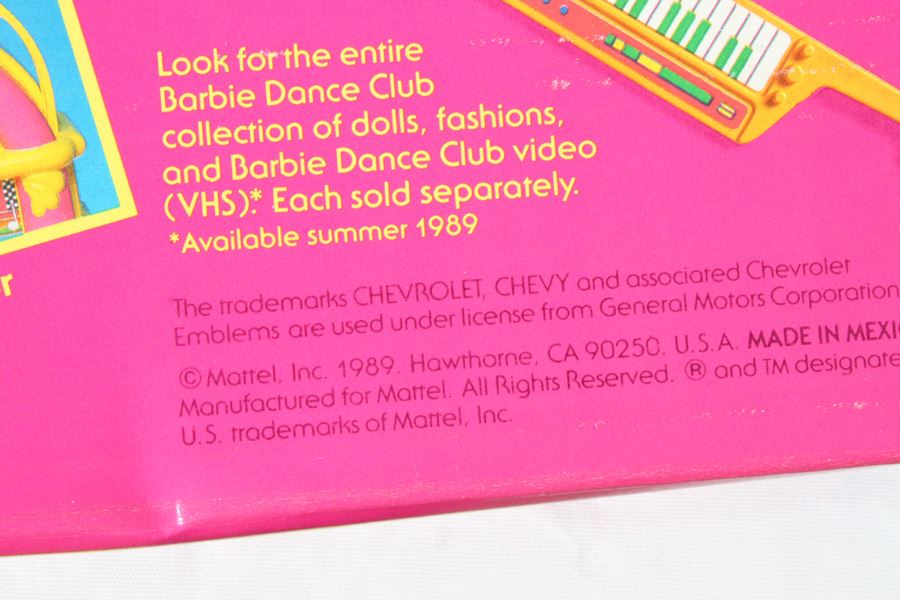 Look for the entire
Barbie Dance Club
collection of dolls, fashions,
and Barbie Dance Club video
(VHS)*. Each sold separately.
*Available summer 1989
r
The trademarks CHEVROLET, CHEVY and associated Chevrolet
Emblems are used under license from General Motors Corporation
© Mattel, Inc. 1989. Hawthorne, CA 90250. U.S.A. MADE IN MEXI
Manufactured for Mattel. All Rights Reserved. ® and TM designate
U.S. trademarks of Mattel, Inc.